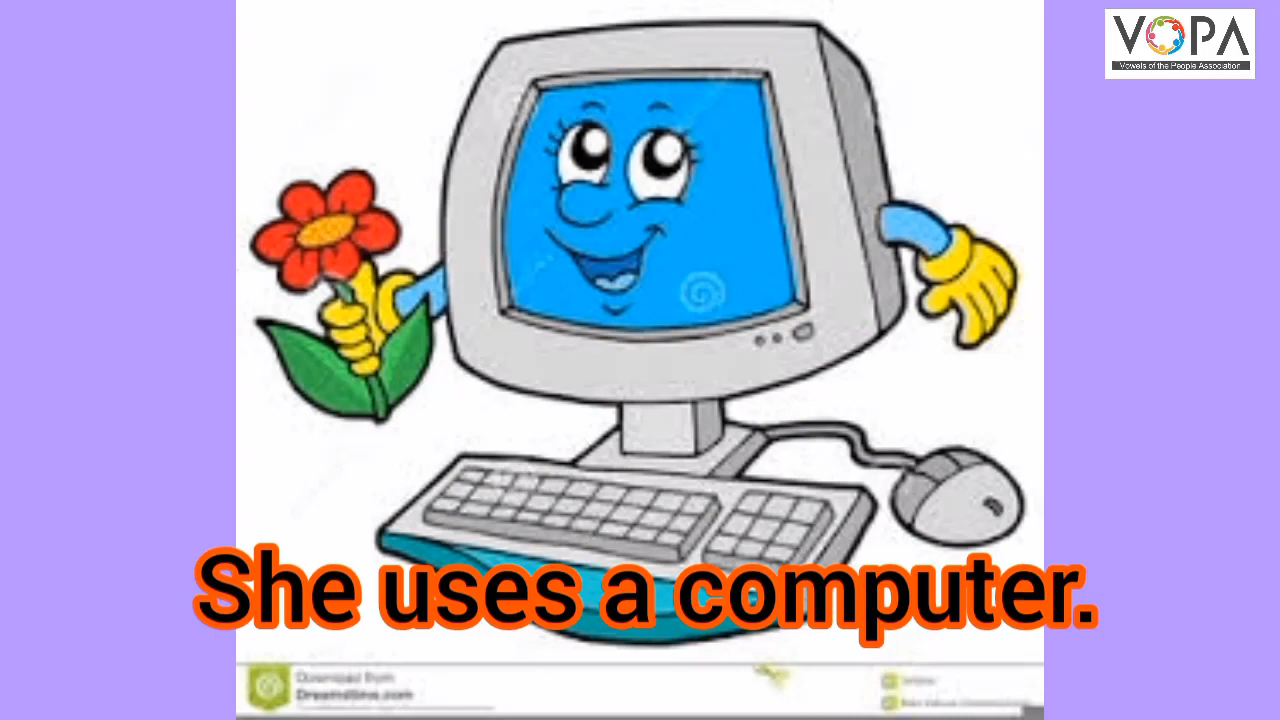 VOPA
Vowels of the People Association
She uses a computer.
Download from
Dreamstime.com